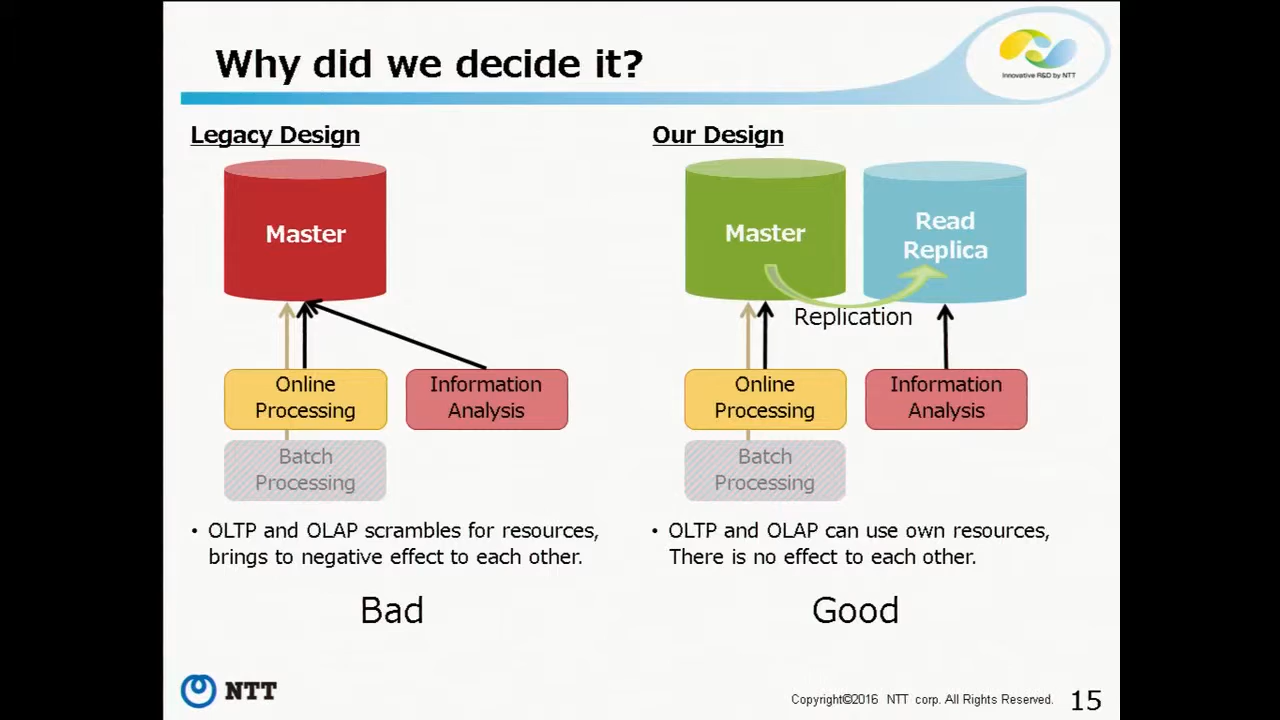 Why did we decide it?
Innovative R&D by NTT
Legacy Design
Master
Online
Processing
Information
Analysis
Batch
Processing
• OLTP and OLAP scrambles for resources,
brings to negative effect to each other.
Bad
Our Design
Master
Read
Replica
Replication
Online
Processing
Information
Analysis
Batch
Processing
• OLTP and OLAP can use own resources,
There is no effect to each other.
Good
NTT
Copyright©2016 NTT corp. All Rights Reserved.
15